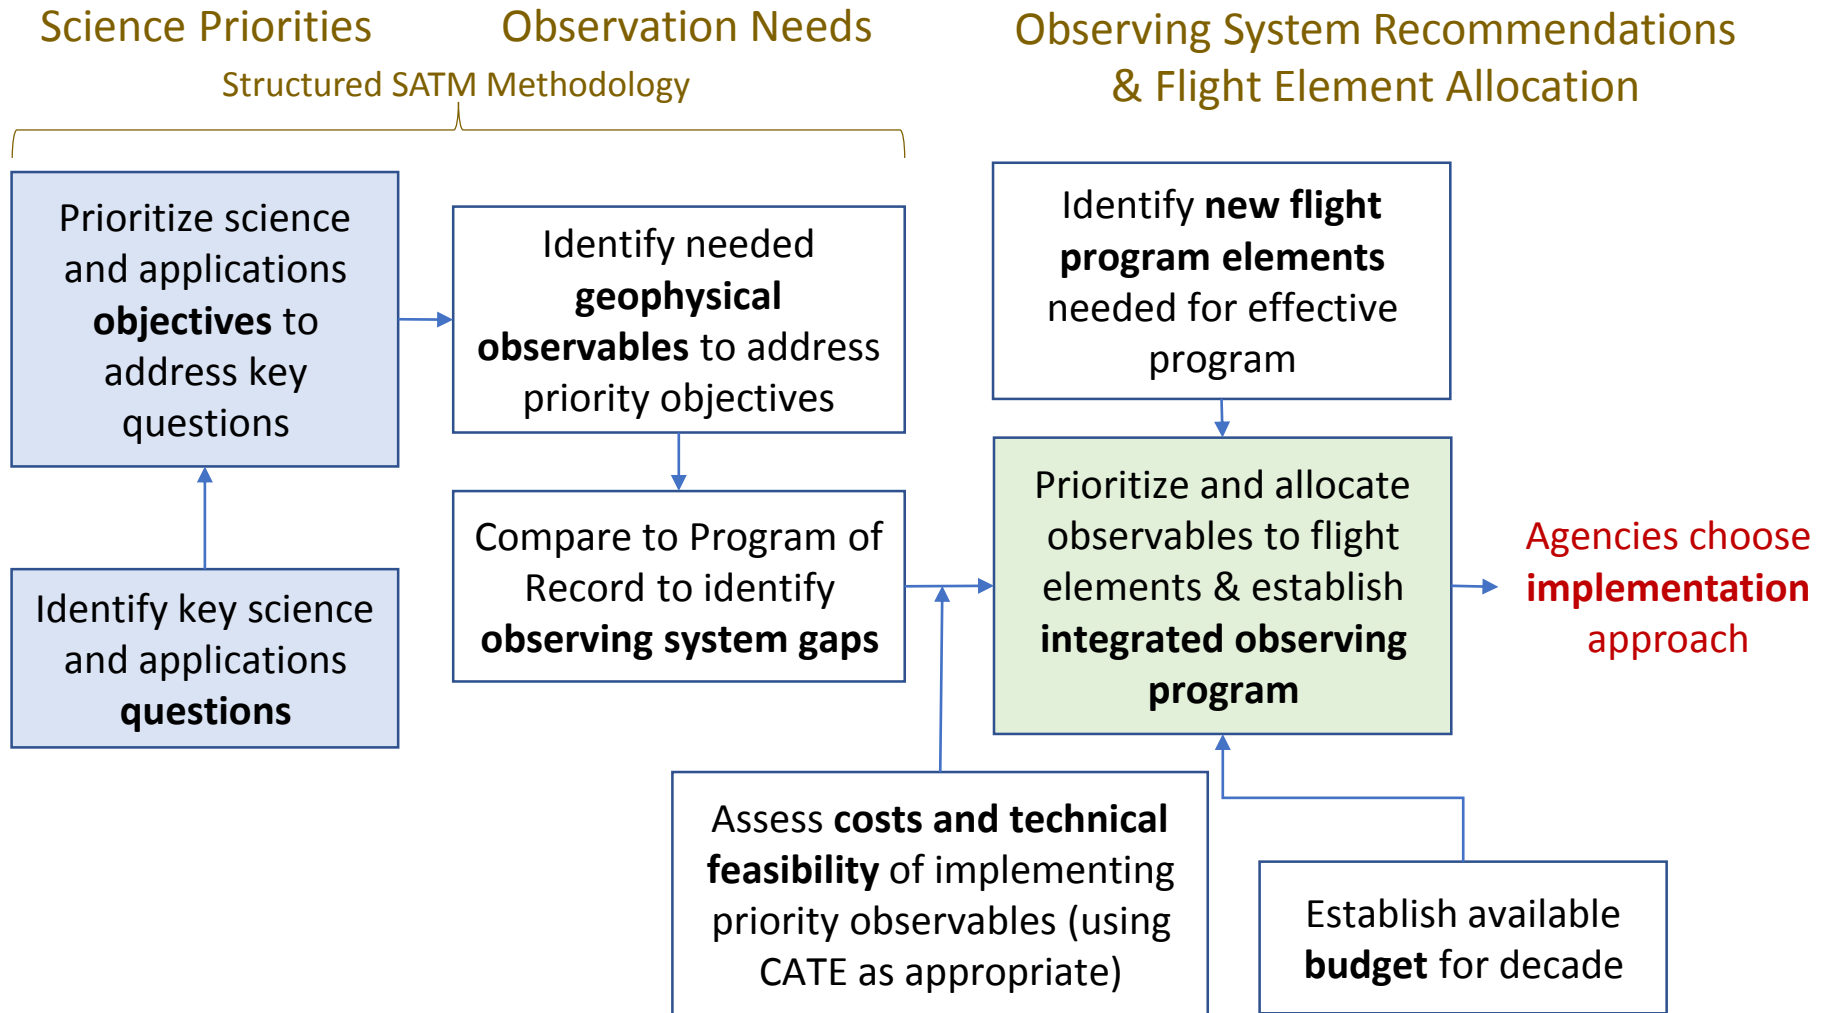 Science Priorities
Observation Needs
Structured SATM Methodology
Observing System Recommendations
& Flight Element Allocation
Prioritize science
and applications
objectives to
address key
questions
Identify key science
and applications
questions
Identify needed
geophysical
observables to address
priority objectives
Compare to Program of
Record to identify
observing system gaps
Assess costs and technical
feasibility of implementing
priority observables (using
CATE as appropriate)
Identify new flight
program elements
needed for effective
program
Prioritize and allocate
observables to flight
elements & establish
integrated observing
program
Establish available
budget for decade
Agencies choose
implementation
approach